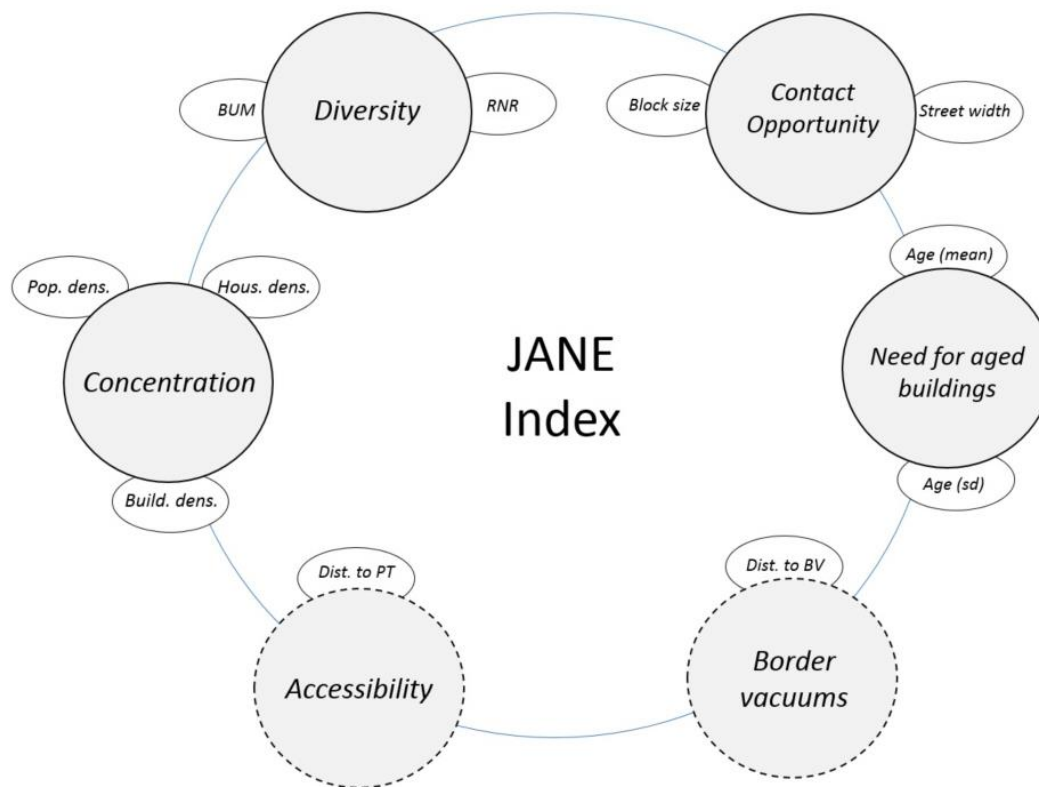 BUM
Diversity
RNR
Block size
Contact
Opportunity
Street width
Pop. dens.
Hous. dens.
Concentration
Build. dens.
JANE
Index
Age (mean)
Need for aged
buildings
Age (sd)
Dist. to PT
Accessibility
Dist. to BV
Border
vacuums